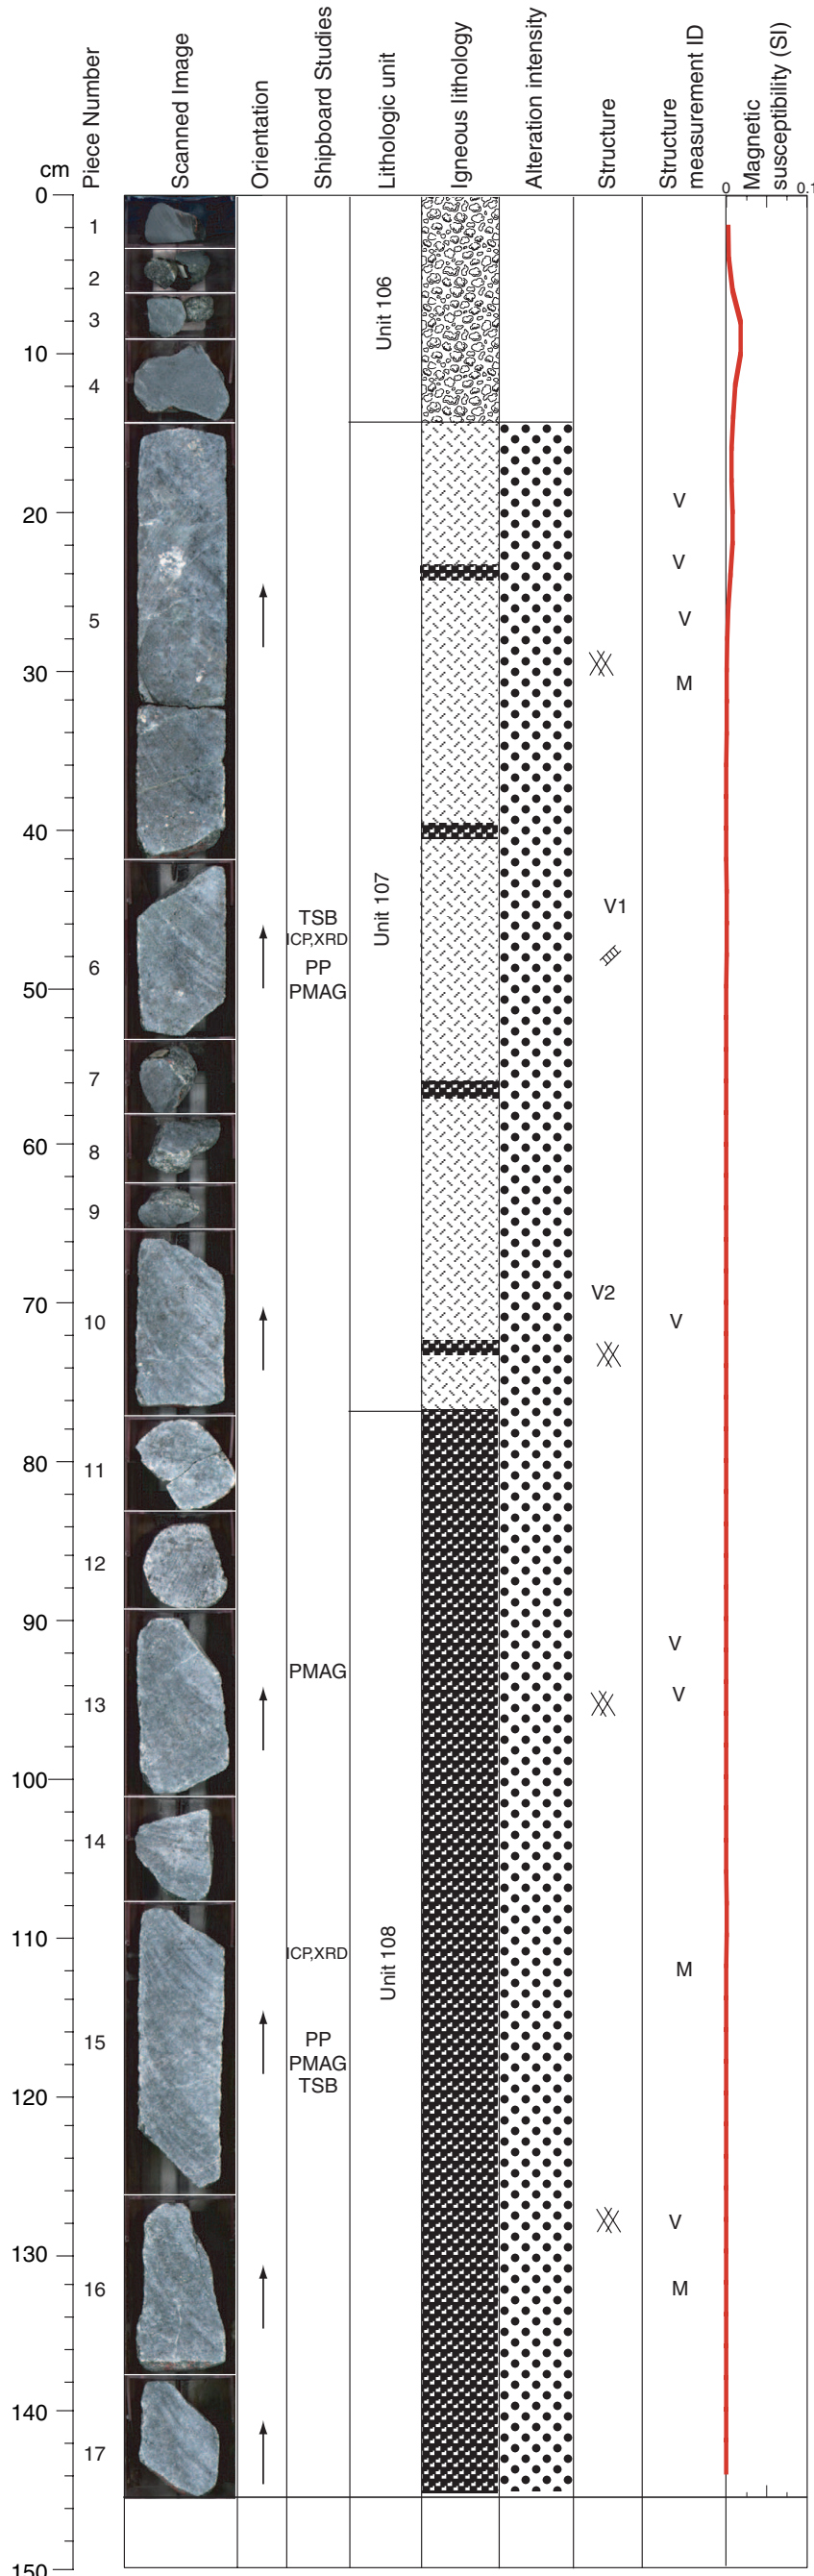 cm
Piece Number
Scanned Image
Orientation
Shipboard Studies
Lithologic unit
Igneous lithology
Alteration intensity
Structure
Structure
measurement ID
Magnetic
susceptibility (SI)
0
0.1
0
1
2
3
Unit 106
10
4
V
20
V
5
V
30
M
40
V1
TSB
ICP,XRD
Unit 107
6
PP
50
PMAG
7
60
8
9
V2
70
10
V
80
11
12
90
V
PMAG
V
13
100
14
110
ICP,XRD
Unit 108
M
15
PP
PMAG
TSB
120
V
130
16
M
140
17
150